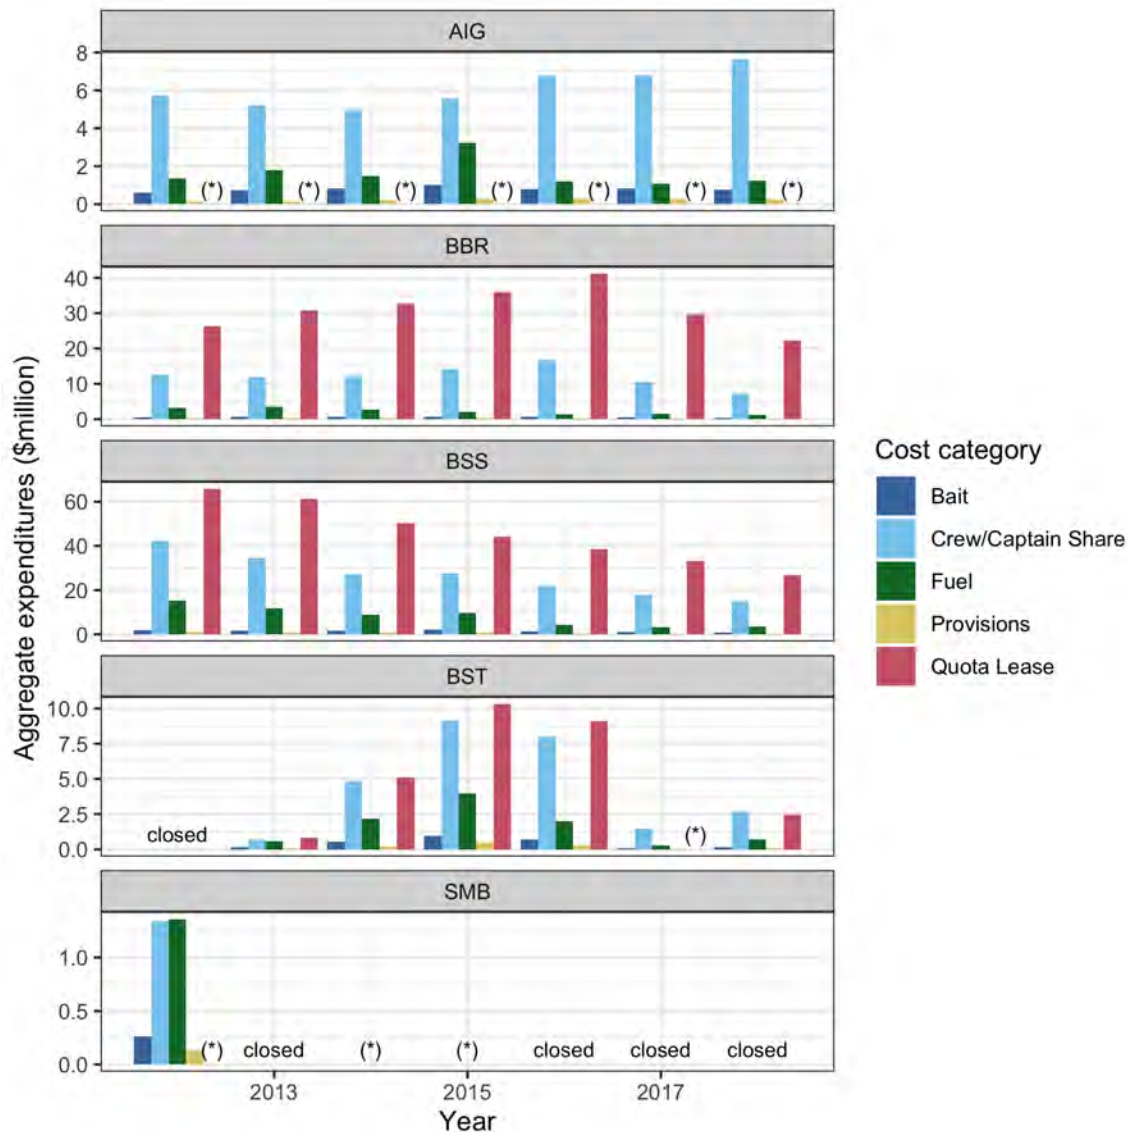 AIG
8
6
4
2
0
(*) (*) (*) (*) (*) (*) (*)
BBR
40
30
20
10
0
BSS
60
40
20
0
BST
10.0
7.5
5.0
2.5
0.0
closed (*)
SMB
1.0
0.5
0.0
(*) closed (*) (*) closed closed closed
2013 2015 2017
Year
Aggregate expenditures ($million)
Cost category
Bait
Crew/Captain Share
Fuel
Provisions
Quota Lease